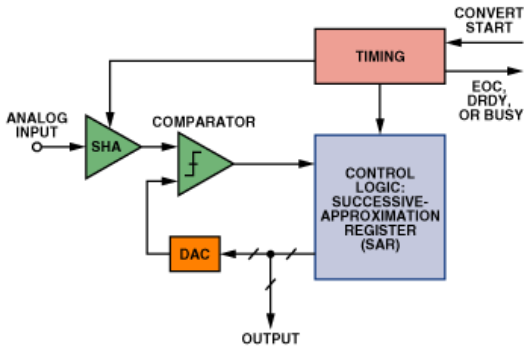 CONVERT
START
TIMING
EOC,
DRDY,
OR BUSY
ANALOG
INPUT
SHA
COMPARATOR
CONTROL
LOGIC:
SUCCESSIVE-
APPROXIMATION
REGISTER
(SAR)
DAC
OUTPUT